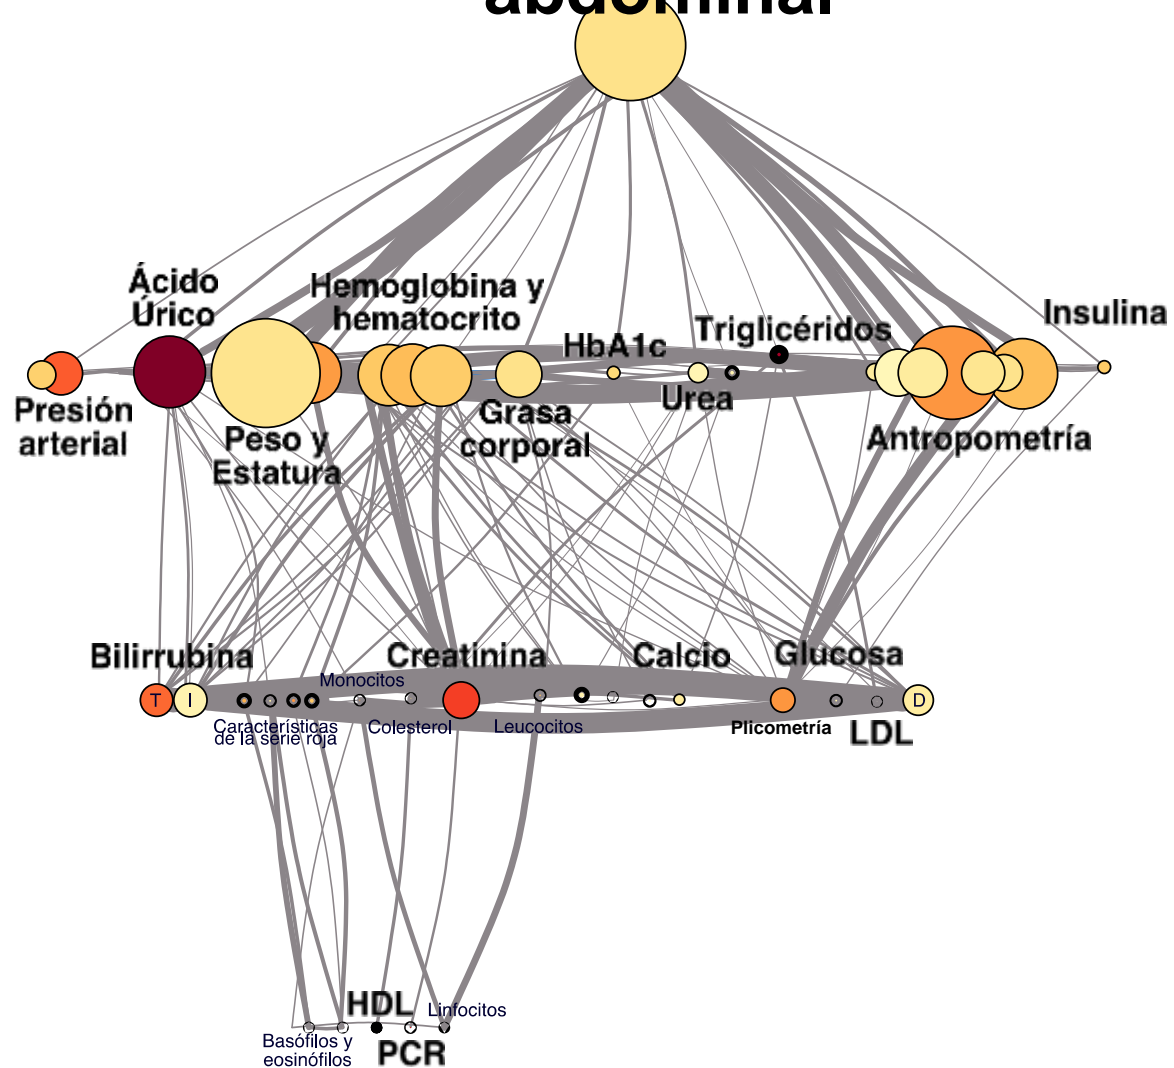 abdominal
Ácido
Úrico
Hemoglobina y
hematocrito
HbA1c
Triglicéridos
Insulina
Presión
arterial
Peso y
Estatura
Grasa
corporal
Urea
Antropometría
Bilirrubina
Creatinina
Calcio
Glucosa
Monocitos
T
I
D
Características
de la serie roja
Colesterol
Leucocitos
Plicometría
LDL
HDL
Linfocitos
Basófilos y
eosinófilos
PCR